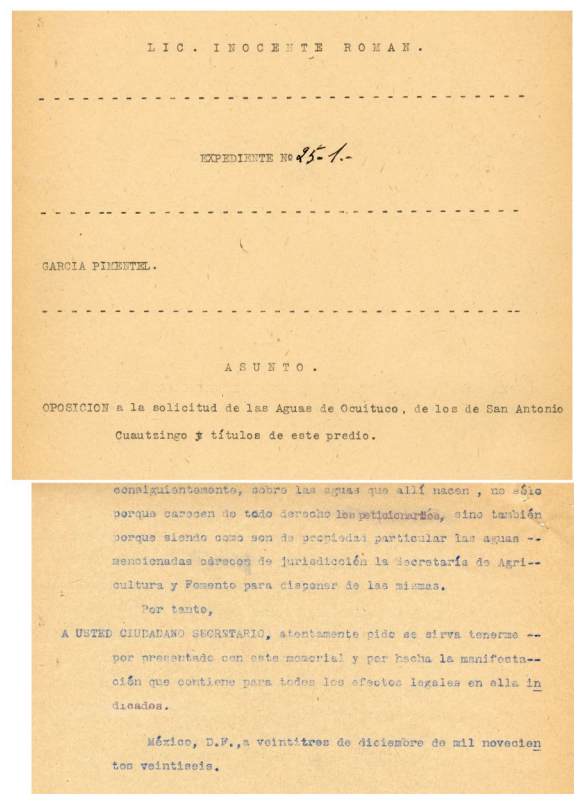 LIC. INOCENTE ROMAN.
EXPEDIENTE Nº 25-1.-
GARCIA PIMENTEL.
ASUNTO.
OPOSICION a la solicitud de las Aguas de Ocuituco, de los de San Antonio
Cuautzingo y títulos de este predio.
consiguientemente, sobre las aguas que allí nacen , no sólo
porque carecen de todo derecho los peticionarios, sino también
porque siendo como son de propiedad particular las aguas --
mencionadas carecen de jurisdicción la Secretaría de Agri--
cultura y Fomento para disponer de las mismas.
Por tanto,
A USTED CIUDADANO SECRETARIO, atentamente pido se sirva tenerme --
por presentado con este memorial y por hacha la manifesta--
ción que contiene para todos los efectos legales en ella in
dicados.
México, D.F.,a veintitres de diciembre de mil novecien
tos veintiseis.